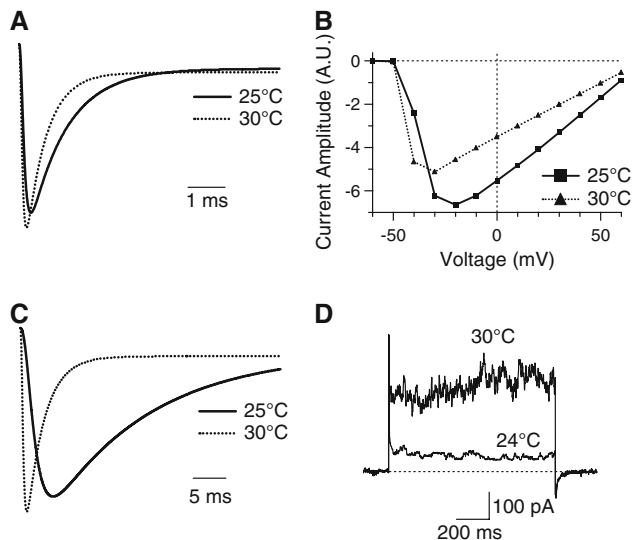 A
25°C
30°C
1 ms
B
Current Amplitude (A.U.)
0
-2
-4
-6
-50
0
50
Voltage (mV)
25°C
30°C
C
25°C
30°C
5 ms
D
30°C
24°C
100 pA
200 ms